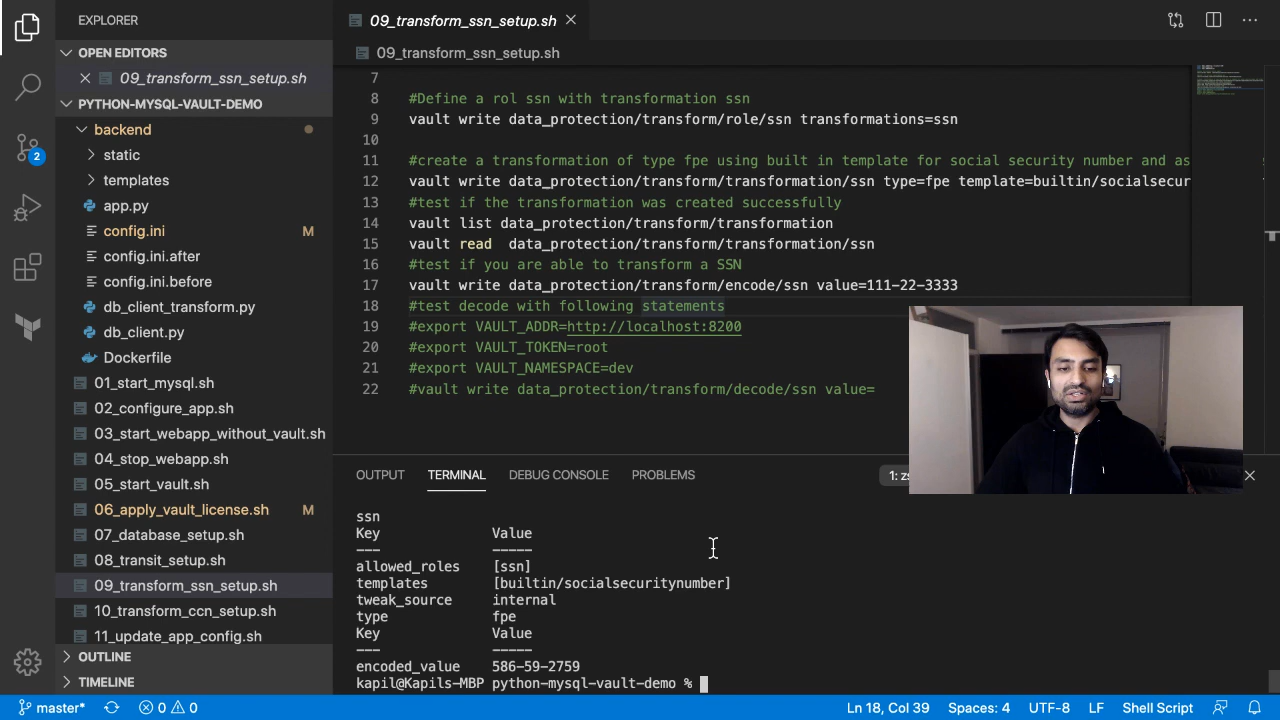 EXPLORER
OPEN EDITORS
09_transform_ssn_setup.sh
PYTHON-MYSQL-VAULT-DEMO
backend
static
templates
app.py
config.ini M
config.ini.after
config.ini.before
db_client_transform.py
db_client.py
Dockerfile
01_start_mysql.sh
02_configure_app.sh
03_start_webapp_without_vault.sh
04_stop_webapp.sh
05_start_vault.sh
06_apply_vault_license.sh M
07_database_setup.sh
08_transit_setup.sh
09_transform_ssn_setup.sh
10_transform_ccn_setup.sh
11_update_app_config.sh
OUTLINE
TIMELINE
2
09_transform_ssn_setup.sh
09_transform_ssn_setup.sh
7
8 #Define a rot ssn with transformation ssn
9 vault write data_protection/transform/role/ssn transformations=ssn
10
11 #create a transformation of type fpe using built in template for social security number and as
12 vault write data_protection/transform/transformation/ssn type=fpe template=builtin/socialsecur
13 #test if the transformation was created successfully
14 vault list data_protection/transform/transformation
15 vault read  data_protection/transform/transformation/ssn
16 #test if you are able to transform a SSN
17 vault write data_protection/transform/encode/ssn value=111-22-3333
18 #test decode with following statements
19 #export VAULT_ADDR=http://localhost:8200
20 #export VAULT_TOKEN=root
21 #export VAULT_NAMESPACE=dev
22 #vault write data_protection/transform/decode/ssn value=
OUTPUT TERMINAL DEBUG CONSOLE PROBLEMS 1: zs
ssn
Key Value
--- -----
allowed_roles [ssn]
templates [builtin/socialsecuritynumber]
tweak_source internal
type fpe
Key Value
--- -----
encoded_value 586-59-2759
kapil@Kapils-MBP python-mysql-vault-demo %
master* 0 0 Ln 18, Col 39 Spaces: 4 UTF-8 LF Shell Script